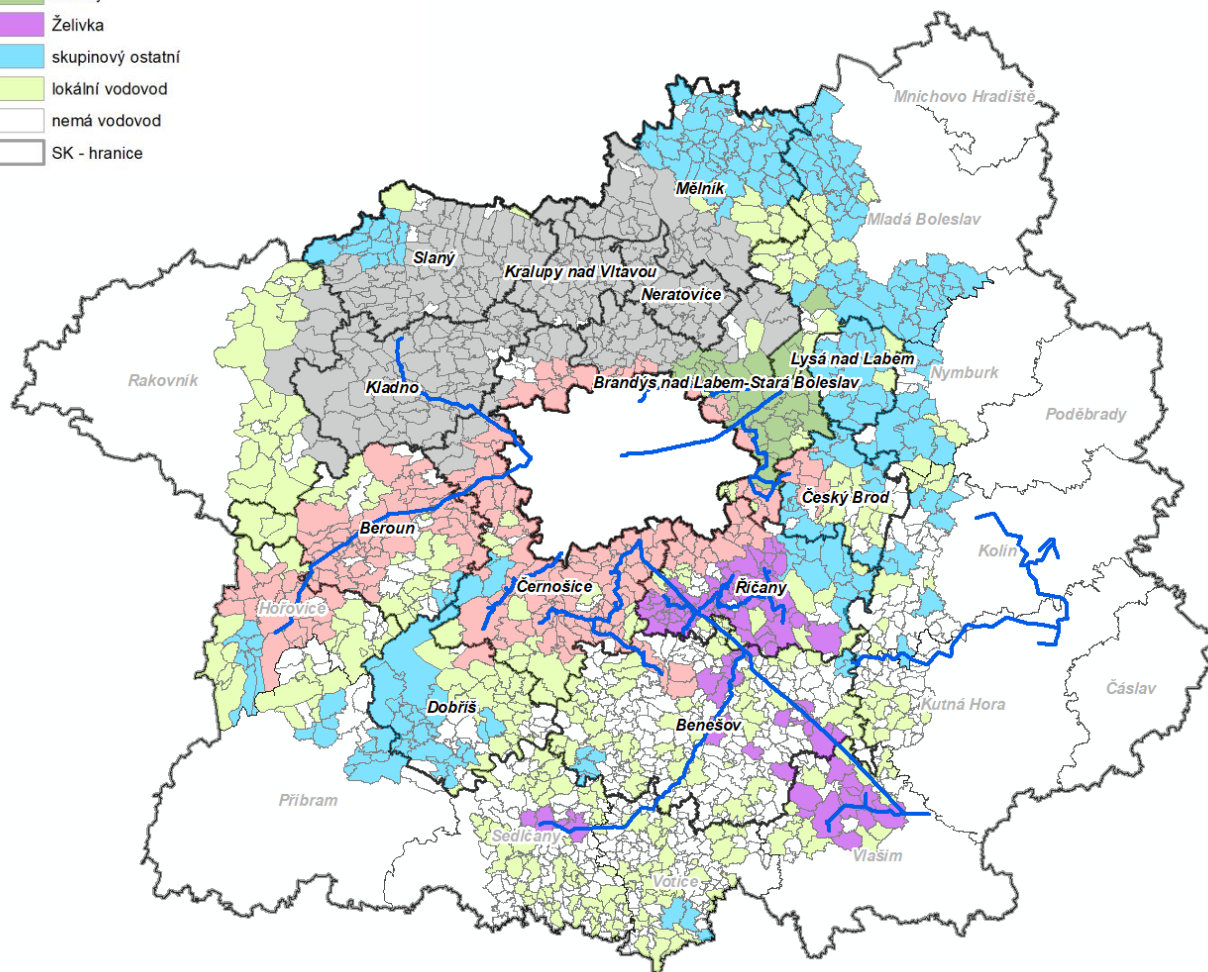 Želivka
skupinový ostatní
lokální vodovod
nemá vodovod
SK - hranice
Mnichovo Hradiště
Mělník
Mladá Boleslav
Slaný
Kralupy nad Vltavou
Neratovice
Lysá nad Labem
Rakovník
Kladno
Brandýs nad Labem-Stará Boleslav
Nymburk
Poděbrady
Český Brod
Beroun
Kolín
Černošice
Říčany
Hořovice
Čáslav
Kutná Hora
Dobříš
Benešov
Příbram
Sedlčany
Vlašim
Votice